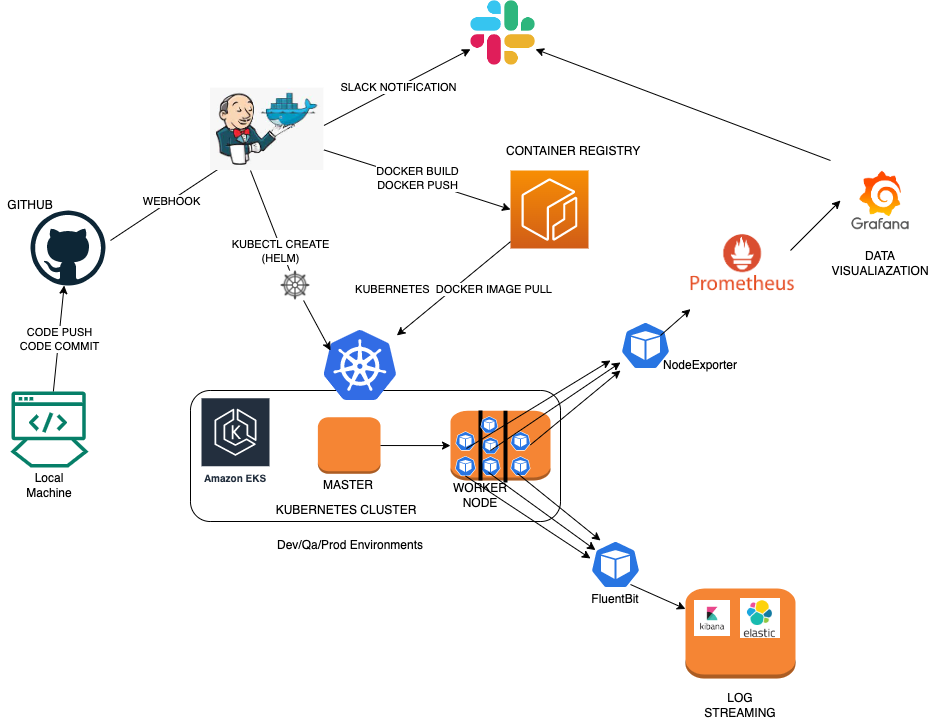 SLACK NOTIFICATION
CONTAINER REGISTRY
DOCKER BUILD
DOCKER PUSH
WEBHOOK
GITHUB
Grafana
DATA
VISUALIAZATION
KUBECTL CREATE
(HELM)
Prometheus
KUBERNETES DOCKER IMAGE PULL
CODE PUSH
CODE COMMIT
NodeExporter
K
Amazon EKS
Local
Machine
MASTER
WORKER
NODE
KUBERNETES CLUSTER
Dev/Qa/Prod Environments
FluentBit
kibana
elastic
LOG
STREAMING